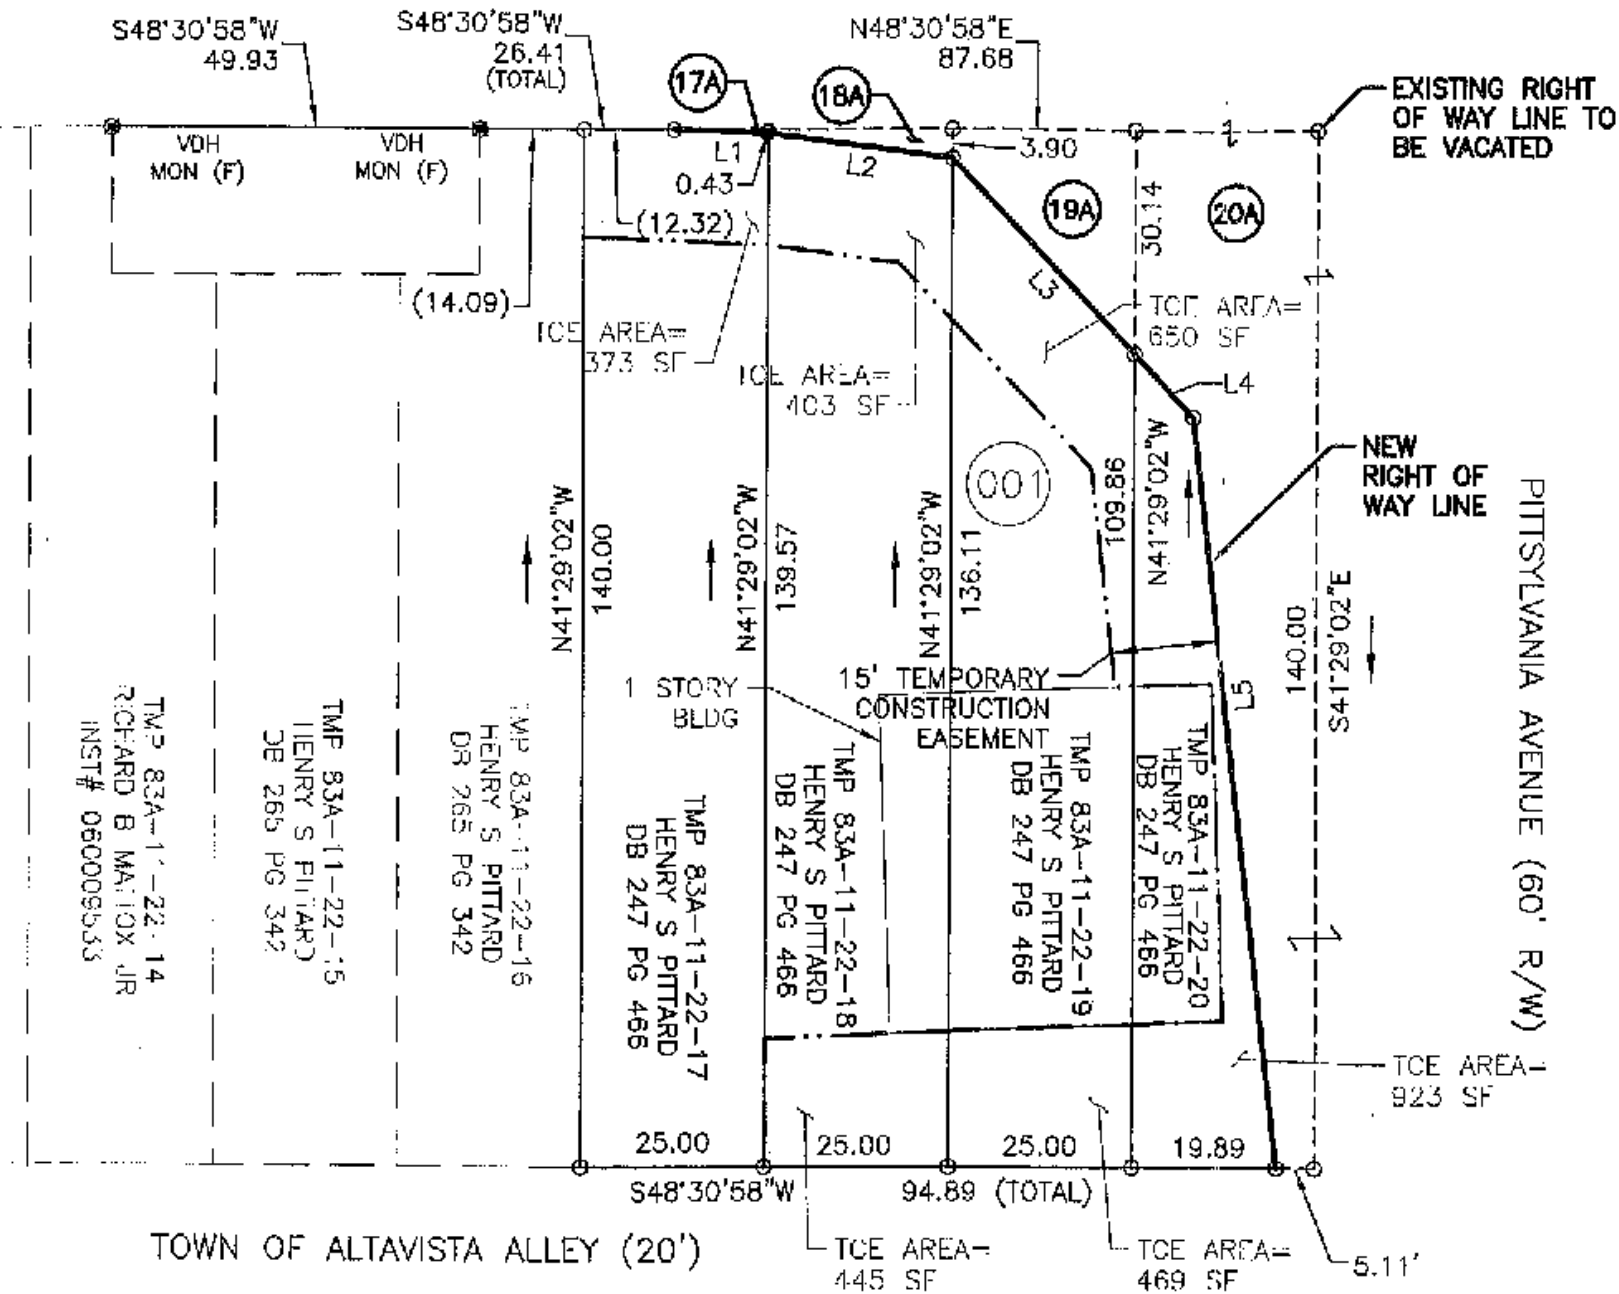 S48°30'58"W
49.93
S48°30'58"W
26.41
(TOTAL)
N48°30'58"E
87.68
17A
18A
EXISTING RIGHT
OF WAY LINE TO
BE VACATED
VDH
MON (F)
VDH
MON (F)
L1
0.43
L2
3.90
19A
20A
30.14
(12.32)
(14.09)
L3
TCE AREA=
373 SF
TCE AREA=
403 SF
TCE AREA=
650 SF
L4
001
NEW
RIGHT OF
WAY LINE
N41°29'02"W
140.00
N41°29'02"W
139.57
N41°29'02"W
136.11
109.86
N41°29'02"W
140.00
S41°29'02"E
PITTSYLVANIA AVENUE (60' R/W)
1 STORY
BLDG
15' TEMPORARY
CONSTRUCTION
EASEMENT
L5
TMP 83A-11-22-14
RICHARD B MATTOX JR
INST#
TMP 83A-11-22-15
HENRY S PITTARD
DB 265 PG 342
TMP 83A-11-22-16
HENRY S PITTARD
DB 265 PG 342
TMP 83A-11-22-17
HENRY S PITTARD
DB 247 PG 466
TMP 83A-11-22-18
HENRY S PITTARD
DB 247 PG 466
TMP 83A-11-22-19
HENRY S PITTARD
DB 247 PG 466
TMP 83A-11-22-20
HENRY S PITTARD
DB 247 PG 466
TCE AREA=
923 SF
25.00
25.00
25.00
19.89
S48°30'58"W
94.89 (TOTAL)
5.11'
TOWN OF ALTAVISTA ALLEY (20')
TCE AREA=
445 SF
TCE AREA=
469 SF